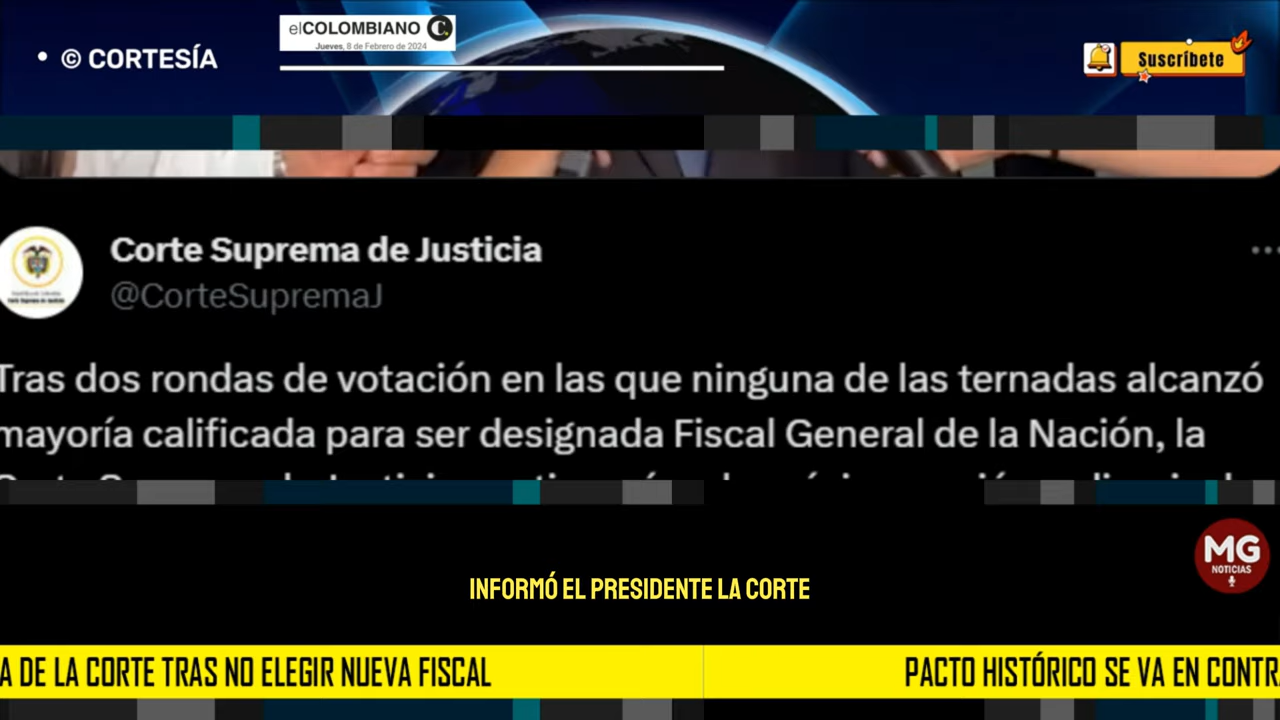 elCOLOMBIANO
Jueves, 8 de Febrero de 2024
• © CORTESÍA
Suscríbete
Corte Suprema de Justicia
@CorteSupremaJ
Tras dos rondas de votación en las que ninguna de las ternadas alcanzó
mayoría calificada para ser designada Fiscal General de la Nación, la
MG
NOTICIAS
INFORMÓ EL PRESIDENTE LA CORTE
A DE LA CORTE TRAS NO ELEGIR NUEVA FISCAL
PACTO HISTÓRICO SE VA EN CONTRA